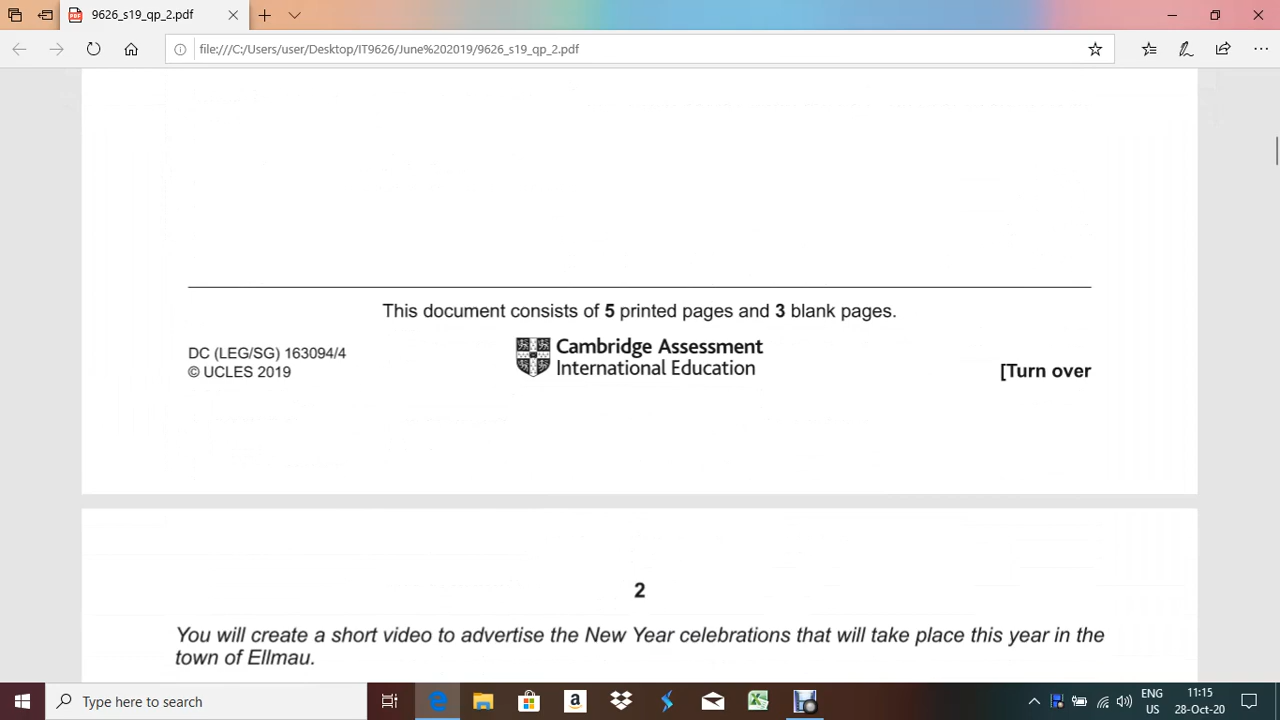 9626_s19_qp_2.pdf
file:///C:/Users/user/Desktop/IT9626/June%202019/9626_s19_qp_2.pdf
This document consists of 5 printed pages and 3 blank pages.
DC (LEG/SG) 163094/4
© UCLES 2019
Cambridge Assessment
International Education
[Turn over
2
You will create a short video to advertise the New Year celebrations that will take place this year in the
town of Ellmau.
Type here to search
ENG
US
11:15
28-Oct-20